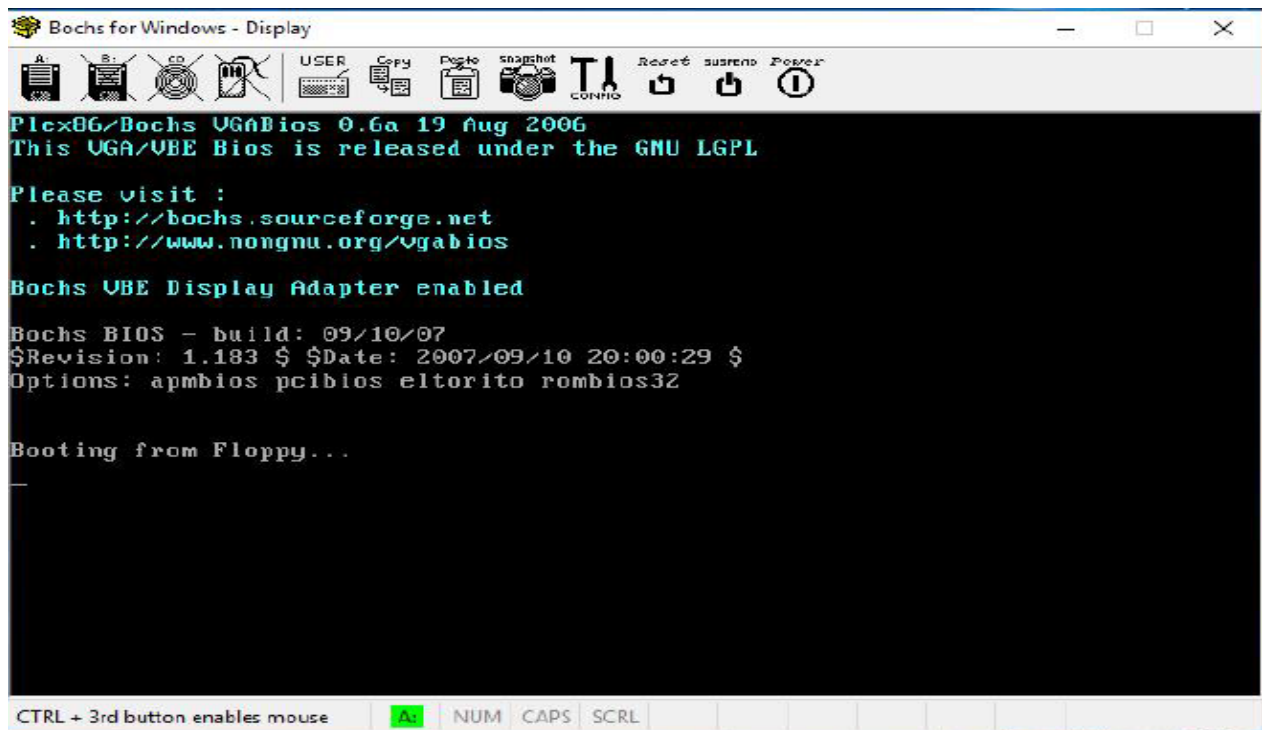 Bochs for Windows - Display
A: B: CD USER Copy Paste snapshot CONFIG Reset SUSPEND Power
Plex86/Bochs VGABios 0.6a 19 Aug 2006
This VGA/VBE Bios is released under the GNU LGPL
Please visit :
. http://bochs.sourceforge.net
. http://www.nongnu.org/vgabios
Bochs VBE Display Adapter enabled
Bochs BIOS - build: 09/10/07
$Revision: 1.183 $ $Date: 2007/09/10 20:00:29 $
Options: apmbios pcibios eltorito rombios32
Booting from Floppy...
_
CTRL + 3rd button enables mouse A: NUM CAPS SCRL